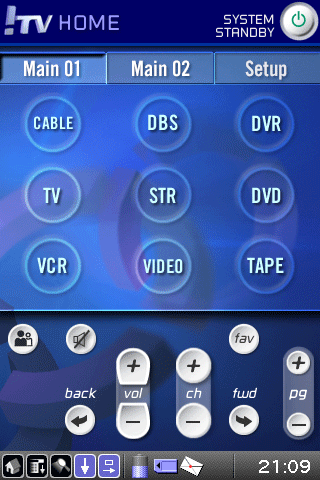 !TV HOME
SYSTEM
STANDBY
Main 01 Main 02 Setup
CABLE DBS DVR
TV STR DVD
VCR VIDEO TAPE
fav
+ + +
back vol ch fwd pg
− − −
21:09